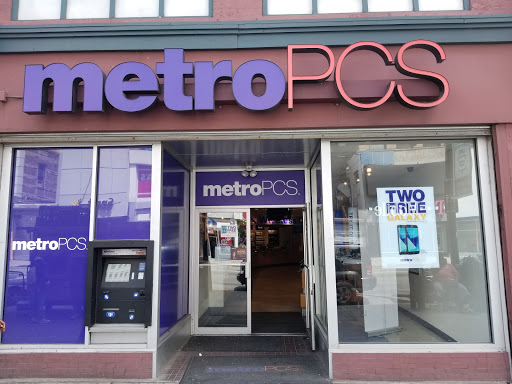 metroPCS
metroPCS.
metroPCS.
TWO
FREE
GALAXY